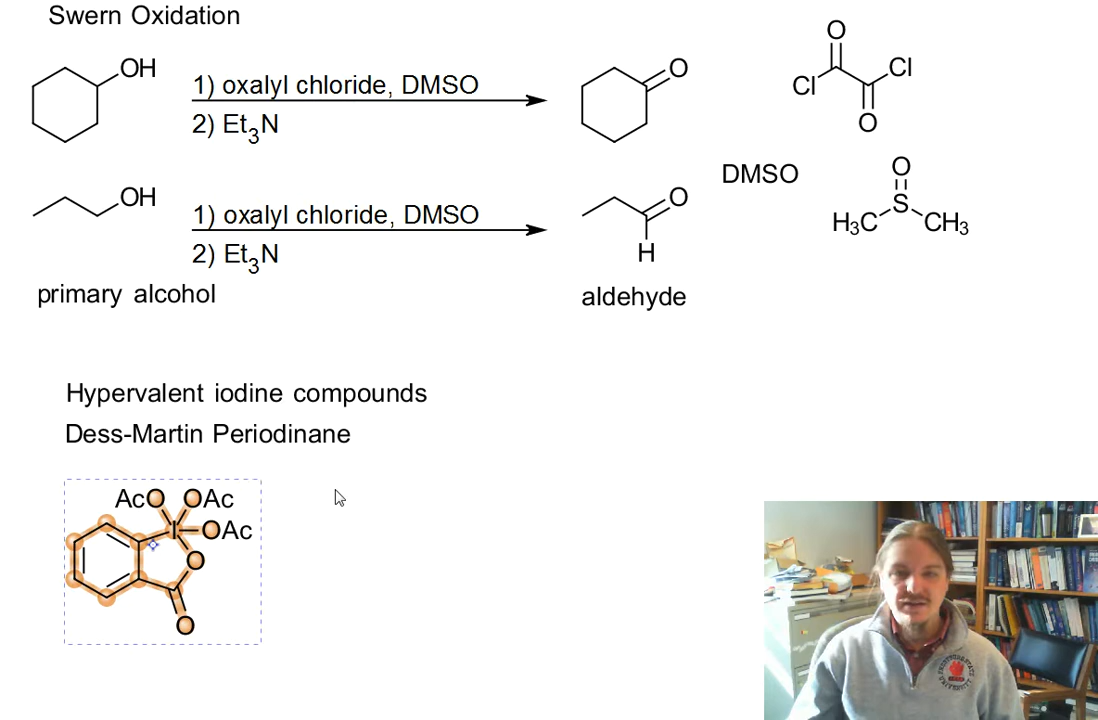 Swern Oxidation
OH
1) oxalyl chloride, DMSO
2) Et3N
O
O
Cl
Cl
O
OH
1) oxalyl chloride, DMSO
2) Et3N
O
H
DMSO
O
S
H3C
CH3
primary alcohol
aldehyde
Hypervalent iodine compounds
Dess-Martin Periodinane
AcO
OAc
I
OAc
O
O